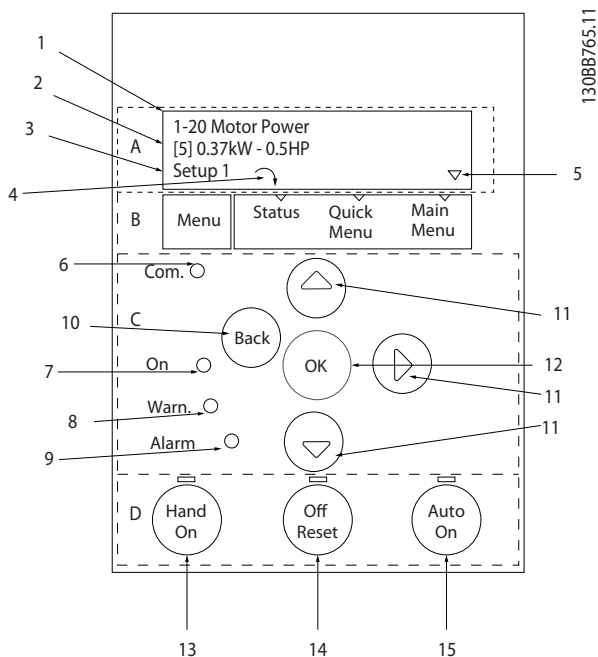 130BB765.11
1
2
3
4
A
1-20 Motor Power
[5] 0.37kW - 0.5HP
Setup 1
5
B
Menu
Status
Quick
Menu
Main
Menu
6
Com.
11
10
C
Back
OK
12
7
On
11
8
Warn.
11
9
Alarm
D
Hand
On
Off
Reset
Auto
On
13
14
15